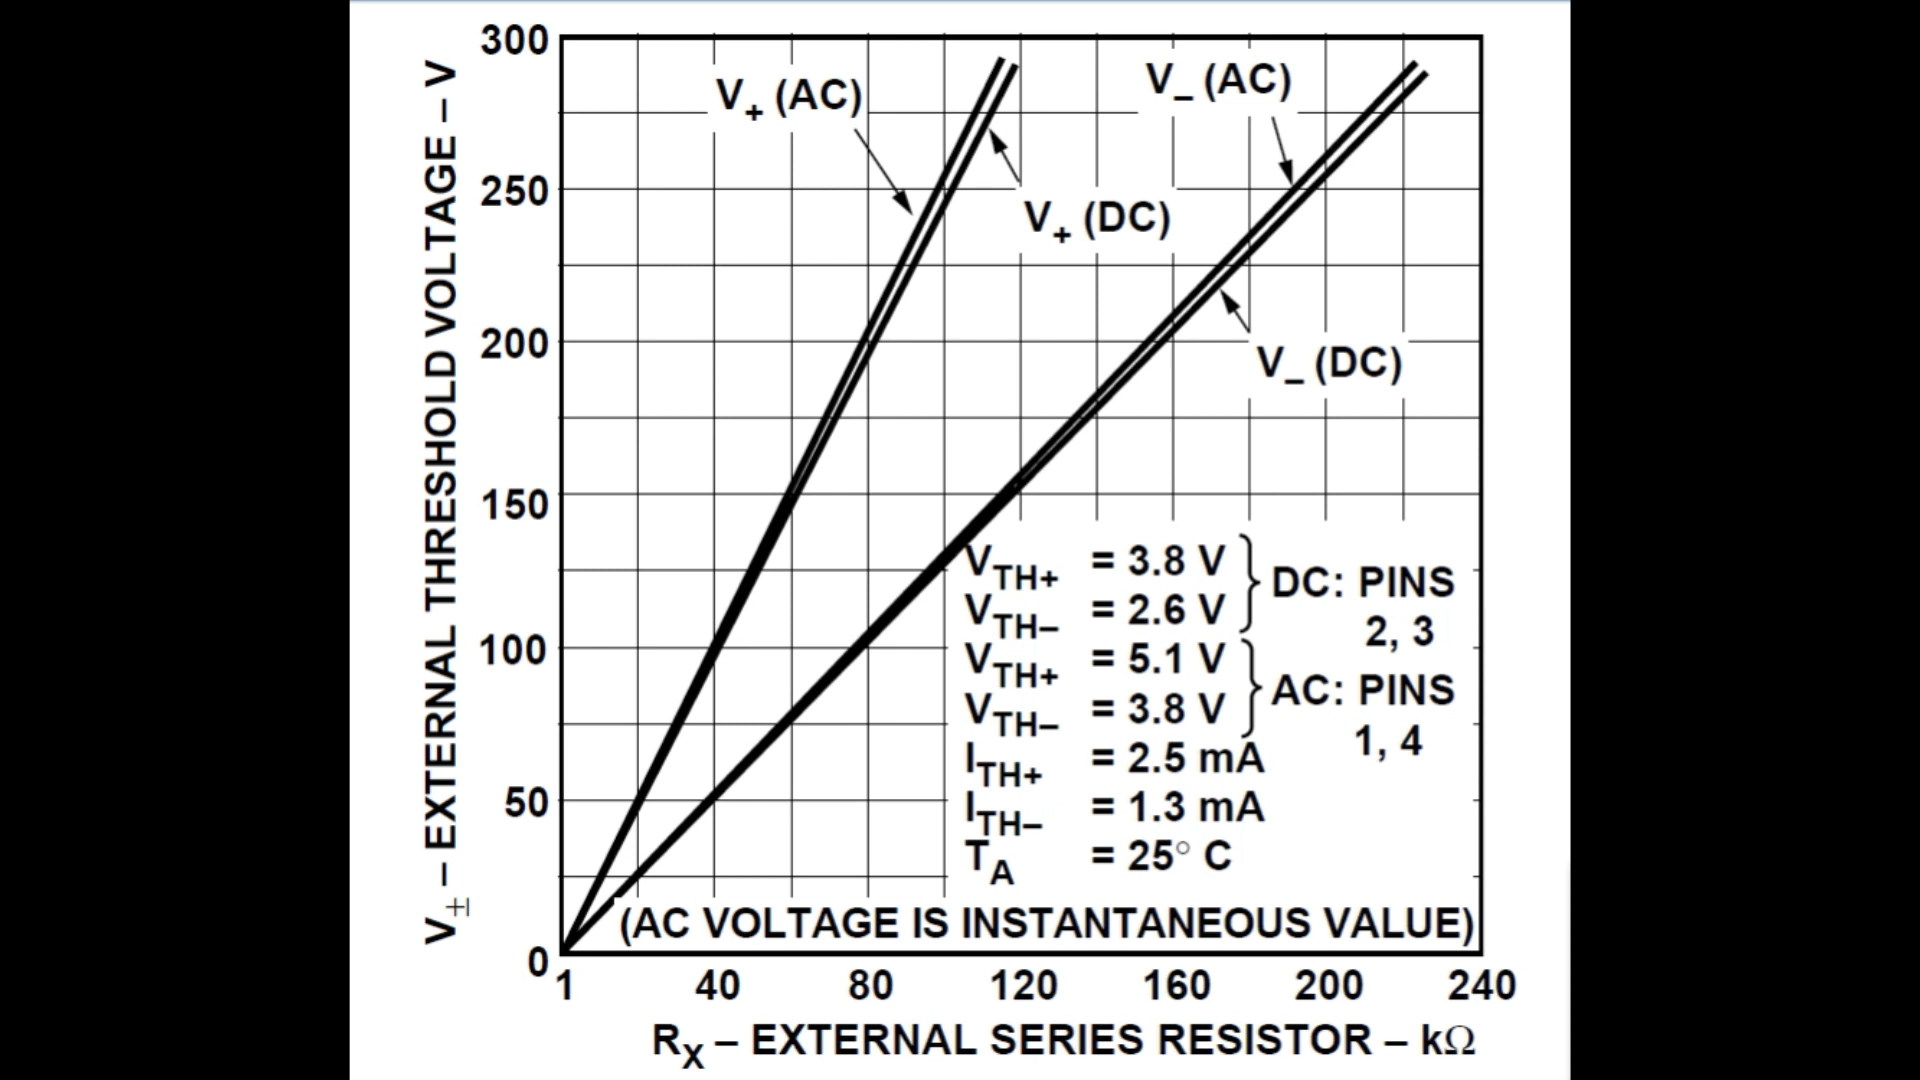 V± – EXTERNAL THRESHOLD VOLTAGE – V
300
250
200
150
100
50
0
V+ (AC)
V– (AC)
V+ (DC)
V– (DC)
VTH+ = 3.8 V
VTH– = 2.6 V
DC: PINS
2, 3
VTH+ = 5.1 V
VTH– = 3.8 V
AC: PINS
1, 4
ITH+ = 2.5 mA
ITH– = 1.3 mA
TA = 25° C
(AC VOLTAGE IS INSTANTANEOUS VALUE)
1 40 80 120 160 200 240
RX – EXTERNAL SERIES RESISTOR – kΩ